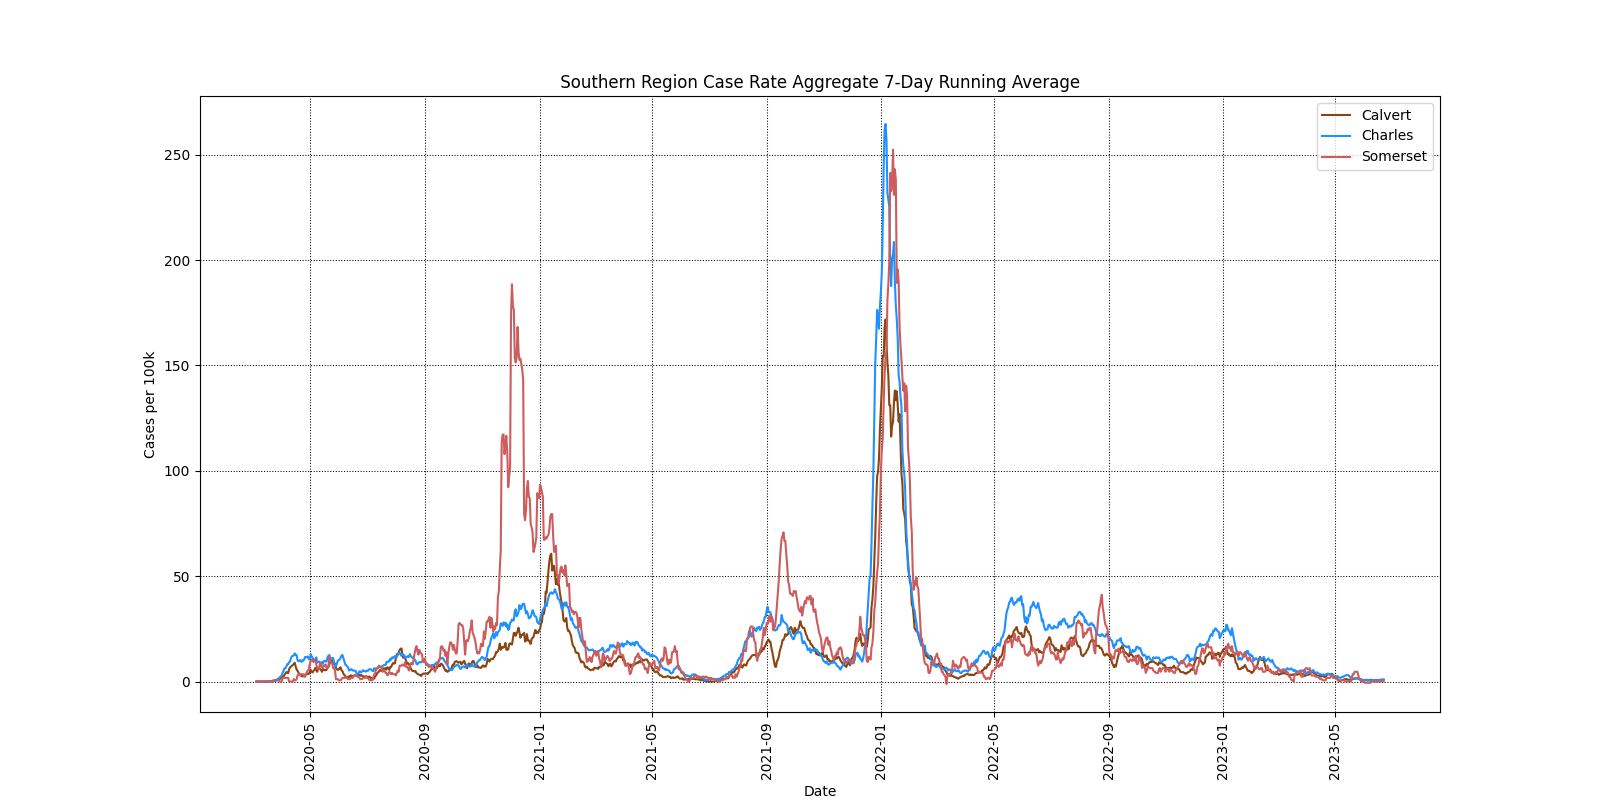 Southern Region Case Rate Aggregate 7-Day Running Average
Calvert
Charles
Somerset
250
200
150
100
50
0
Cases per 100k
2020-05
2020-09
2021-01
2021-05
2021-09
2022-01
2022-05
2022-09
2023-01
2023-05
Date